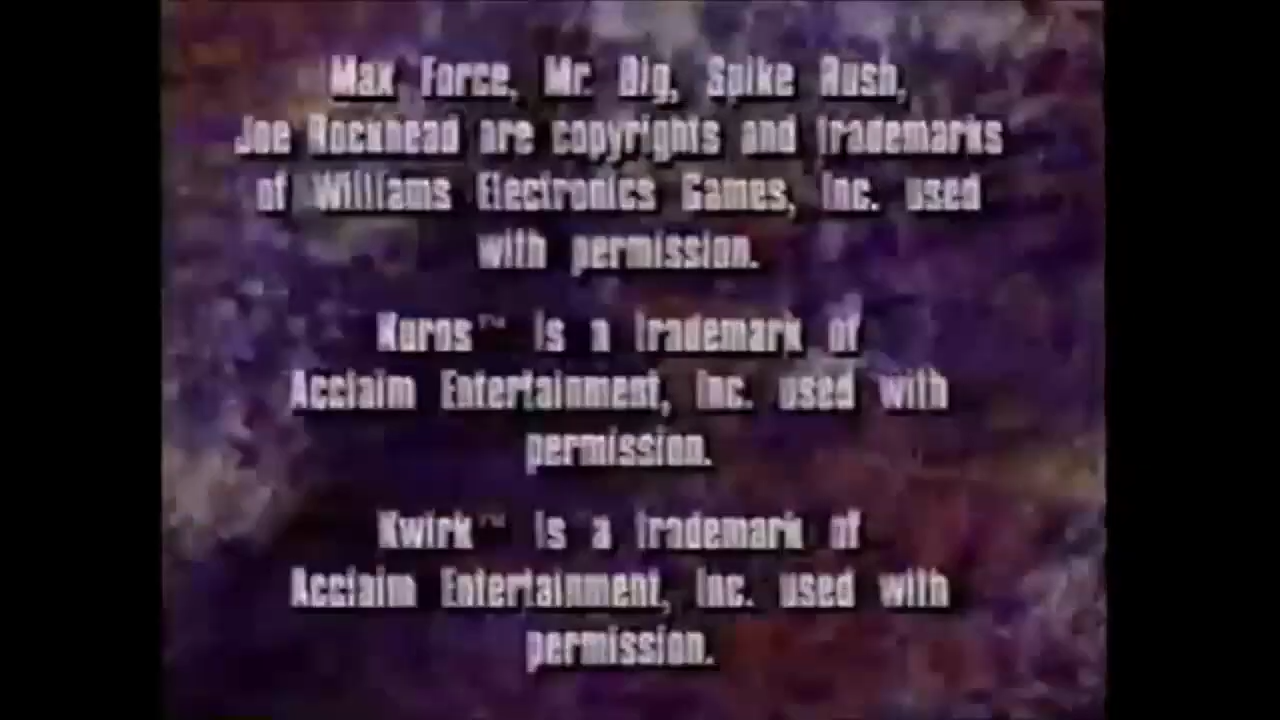 Max Force, Mr. Big, Spike Rush,
Joe Rockhead are copyrights and trademarks
of Williams Electronics Games, Inc. used
with permission.
Kuros™ is a trademark of
Acclaim Entertainment, Inc. used with
permission.
Kwirk™ is a trademark of
Acclaim Entertainment, Inc. used with
permission.